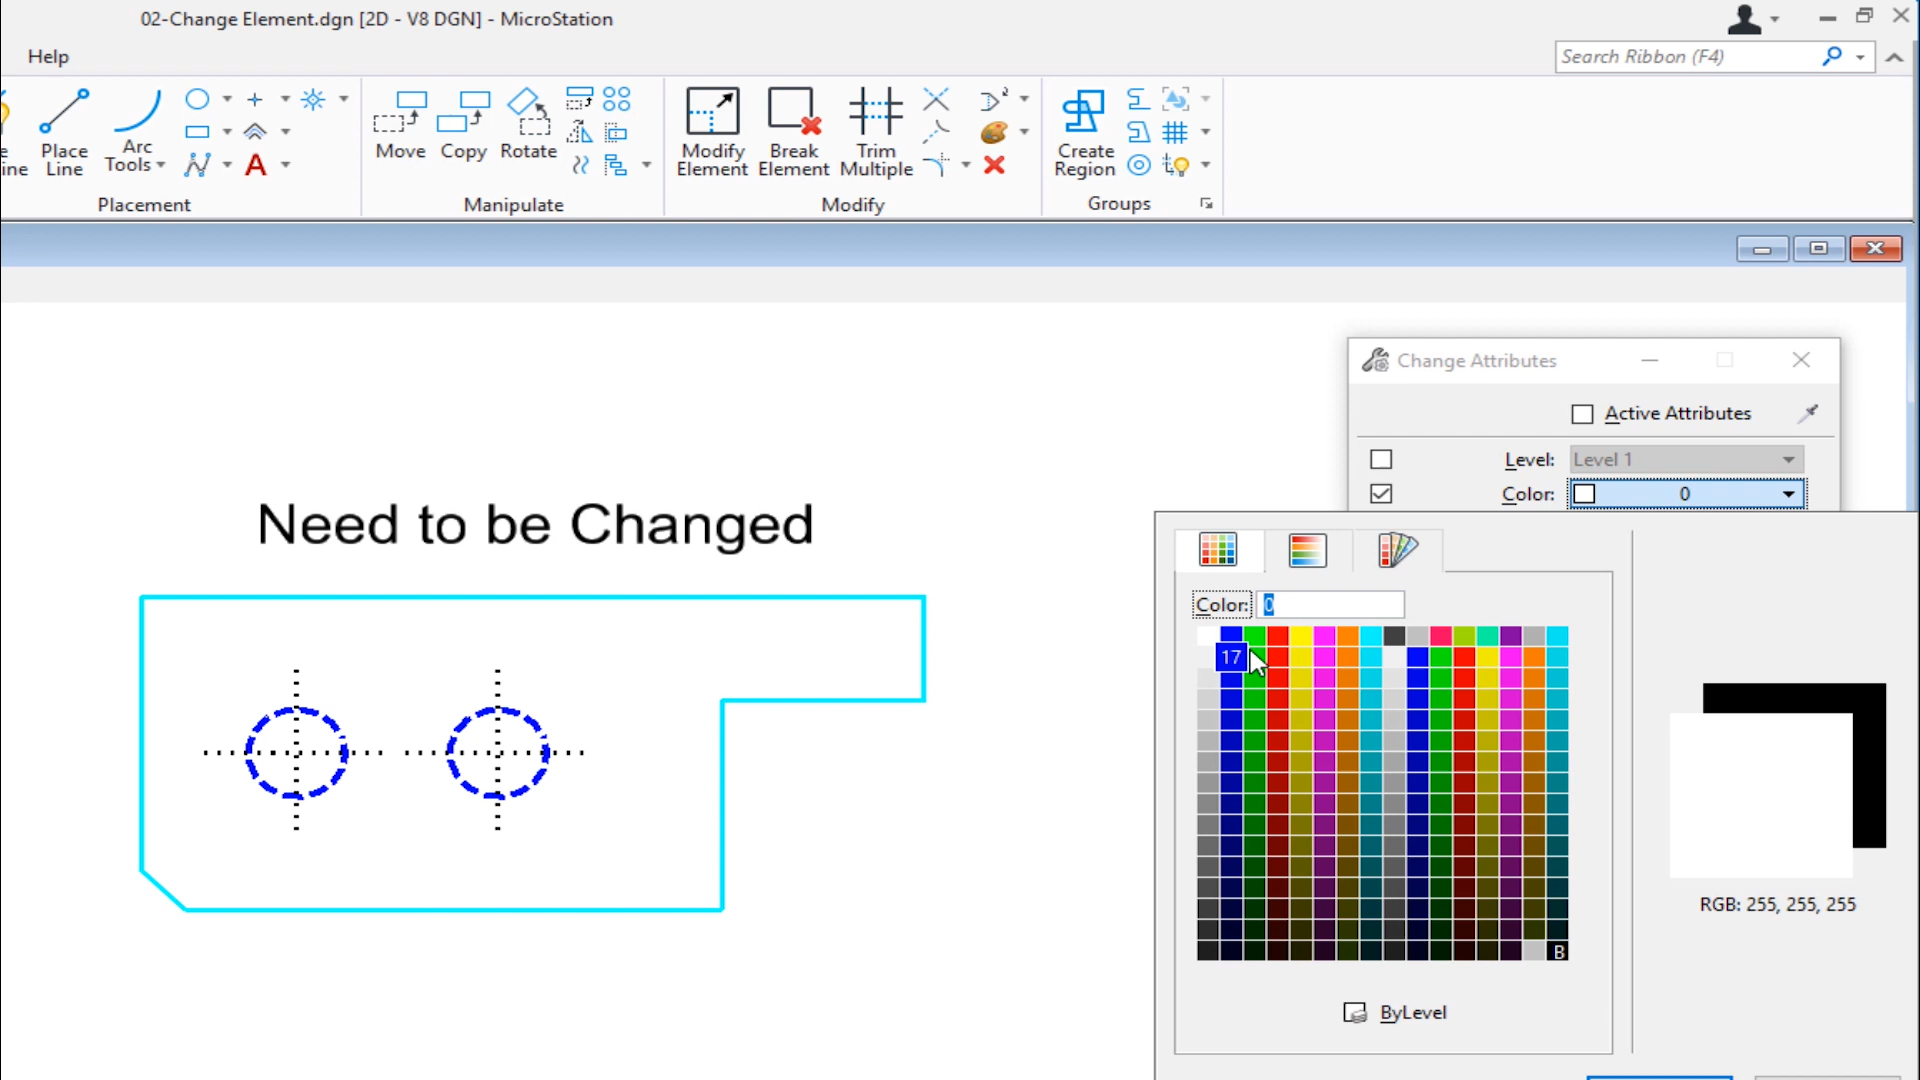 02-Change Element.dgn [2D - V8 DGN] - MicroStation
Help
Search Ribbon (F4)
Place
Line
Arc
Tools
A
Placement
Move
Copy
Rotate
Manipulate
Modify
Element
Break
Element
Trim
Multiple
Modify
Create
Region
Groups
Change Attributes
Active Attributes
Level: Level 1
Color: 0
Need to be Changed
Color: 0
17
B
RGB: 255, 255, 255
ByLevel